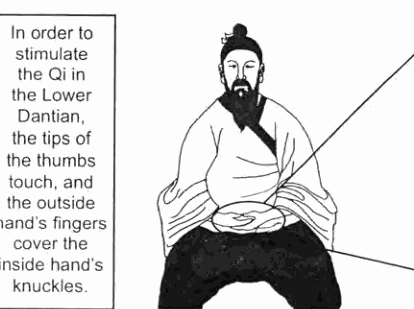 In order to
stimulate
the Qi in
the Lower
Dantian,
the tips of
the thumbs
touch, and
the outside
hand's fingers
cover the
inside hand's
knuckles.